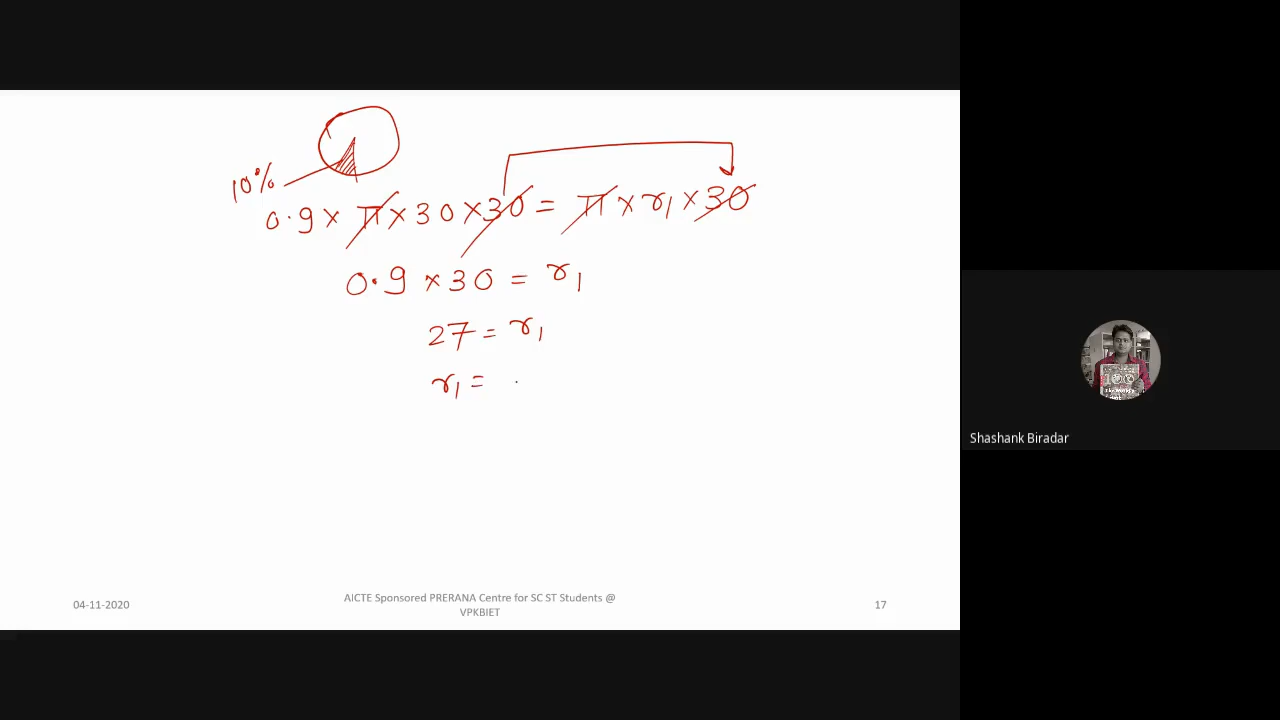 10%
0.9 × π × 30 × 30 = π × r₁ × 30
0.9 × 30 = r₁
27 = r₁
r₁ =
Shashank Biradar
04-11-2020
AICTE Sponsored PRERANA Centre for SC ST Students @
VPKBIET
17